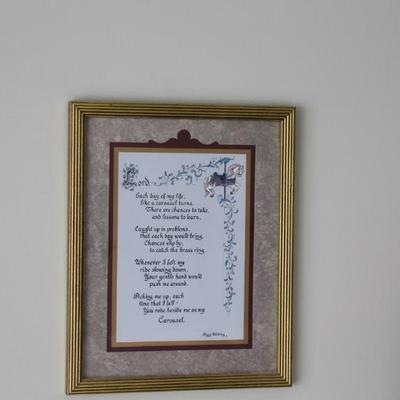 Lord,
Each day of my life,
like a carousel turns.
There are chances to take,
and lessons to learn.
Caught up in problems,
that each day would bring,
Chances slip by,
to catch the brass ring.
Whenever I felt my
ride slowing down,
Your gentle hand would
push me around.
Picking me up, each
time that I fell -
You rode beside me on my
Carousel.